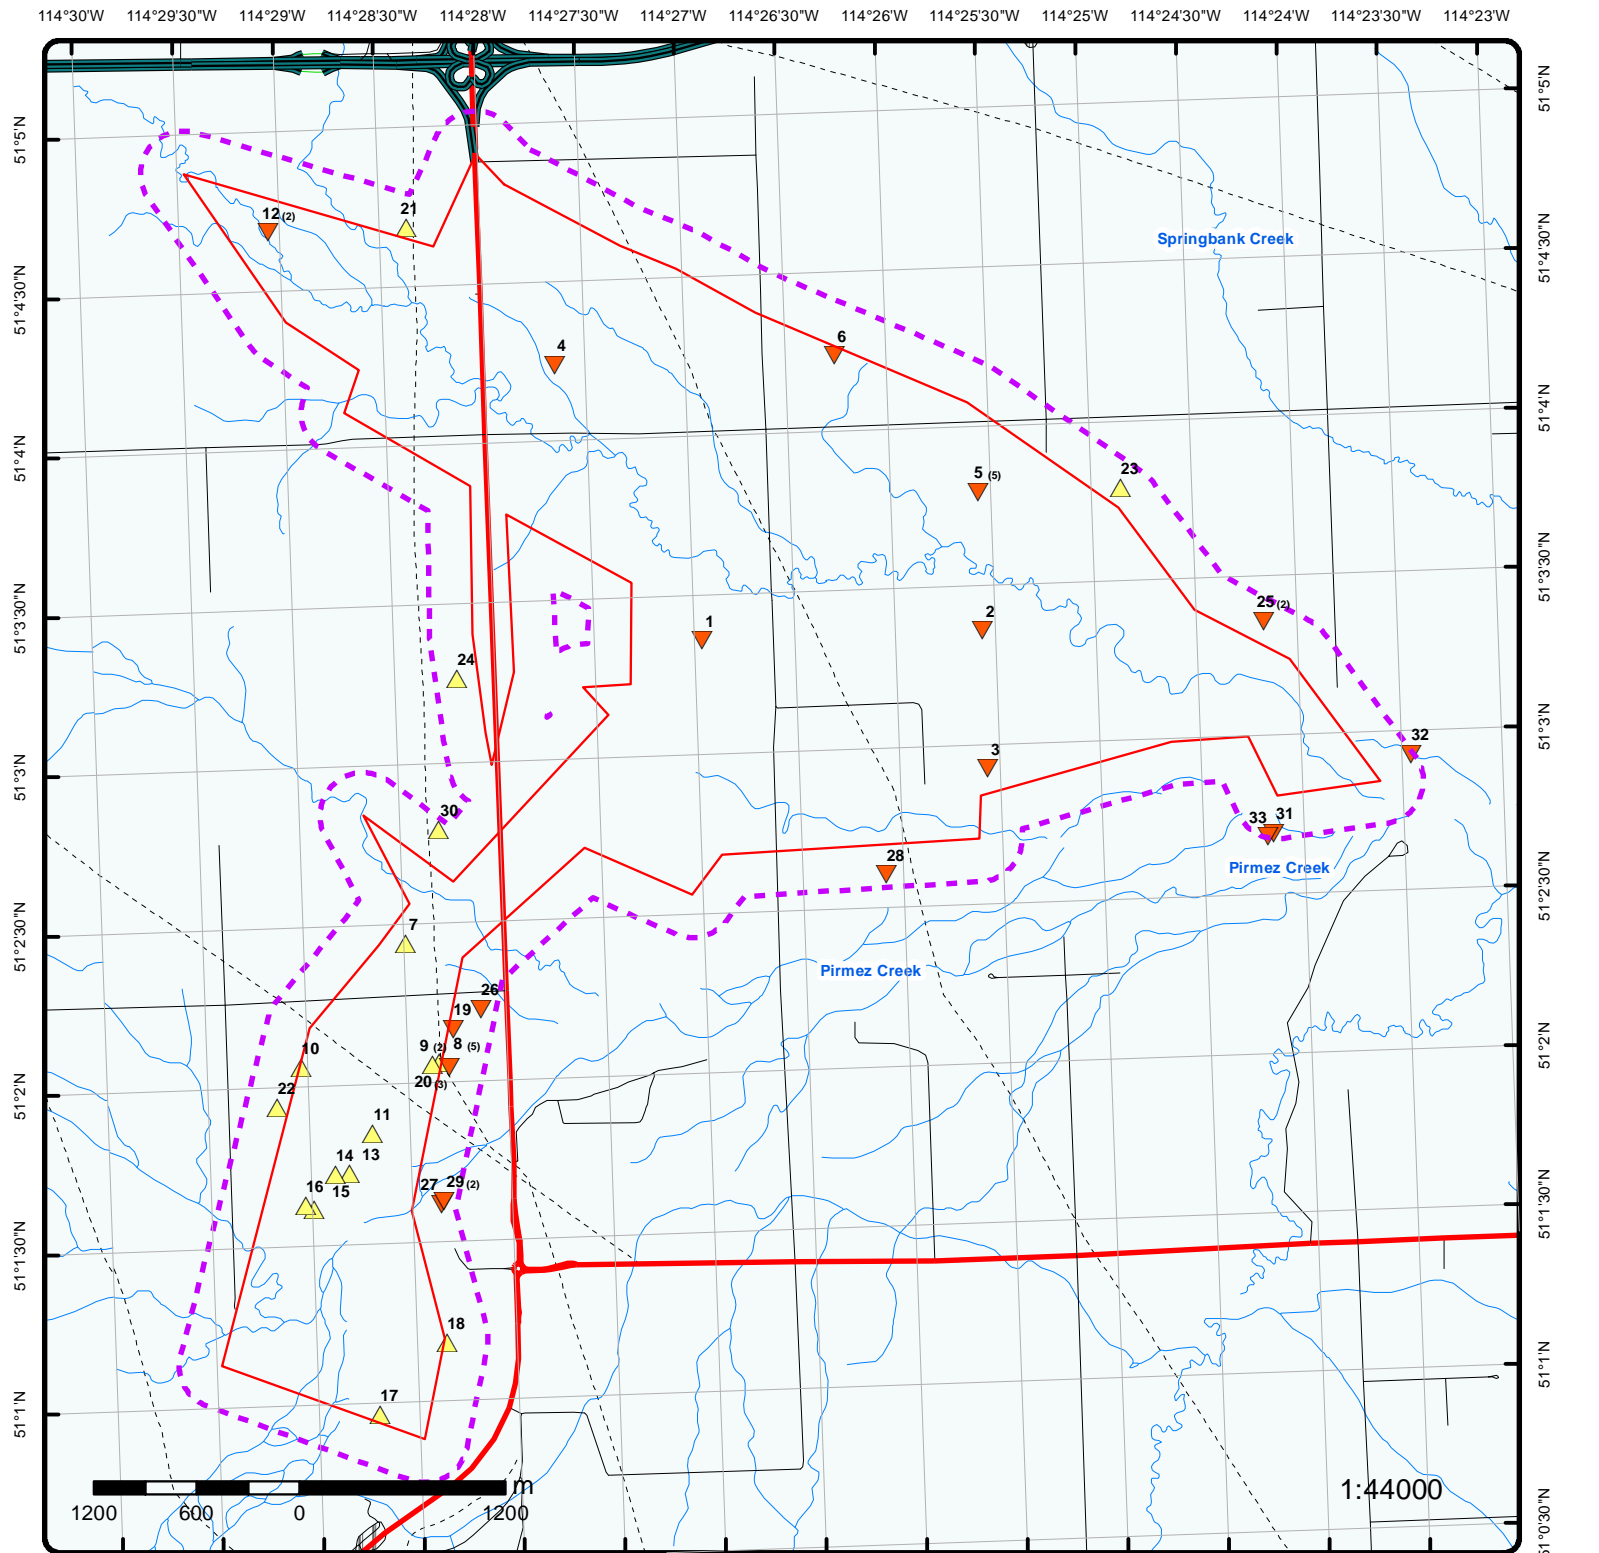 114°30'W 114°29'30"W 114°29'W 114°28'30"W 114°28'W 114°27'30"W 114°27'W 114°26'30"W 114°26'W 114°25'30"W 114°25'W 114°24'30"W 114°24'W 114°23'30"W 114°23'W
51°5'N
51°5'N
12 (2)
21
Springbank Creek
51°4'30"N
51°4'30"N
4
6
51°4'N
51°4'N
5 (5)
23
51°3'30"N
51°3'30"N
1
2
25 (2)
24
51°3'N
51°3'N
3
32
30
33
31
28
Pirmez Creek
51°2'30"N
51°2'30"N
7
Pirmez Creek
26
19
9 (2)
8 (5)
51°2'N
51°2'N
10
20 (3)
22
11
14
13
15
16
27
29 (2)
51°1'30"N
51°1'30"N
18
51°1'N
51°1'N
17
m
1:44000
1200 600 0 1200
51°0'30"N